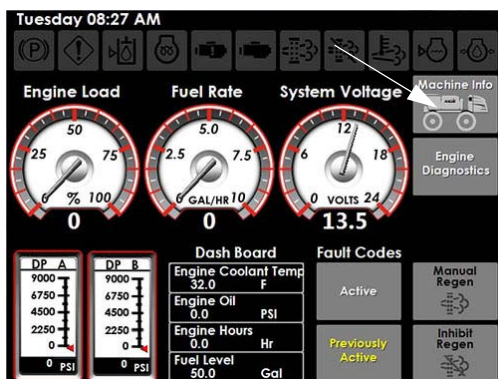 Tuesday 08:27 AM
(P)
Engine Load
50
25
75
0
%
100
0
Fuel Rate
5.0
2.5
7.5
0
GAL/HR
10
0
System Voltage
12
6
18
0
VOLTS
24
13.5
Machine Info
Engine
Diagnostics
DP A
9000
6750
4500
2250
0
0 PSI
DP B
9000
6750
4500
2250
0
0 PSI
Dash Board
Engine Coolant Temp
32.0 F
Engine Oil
0.0 PSI
Engine Hours
0.0 Hr
Fuel Level
50.0 Gal
Fault Codes
Active
Previously
Active
Manual
Regen
Inhibit
Regen